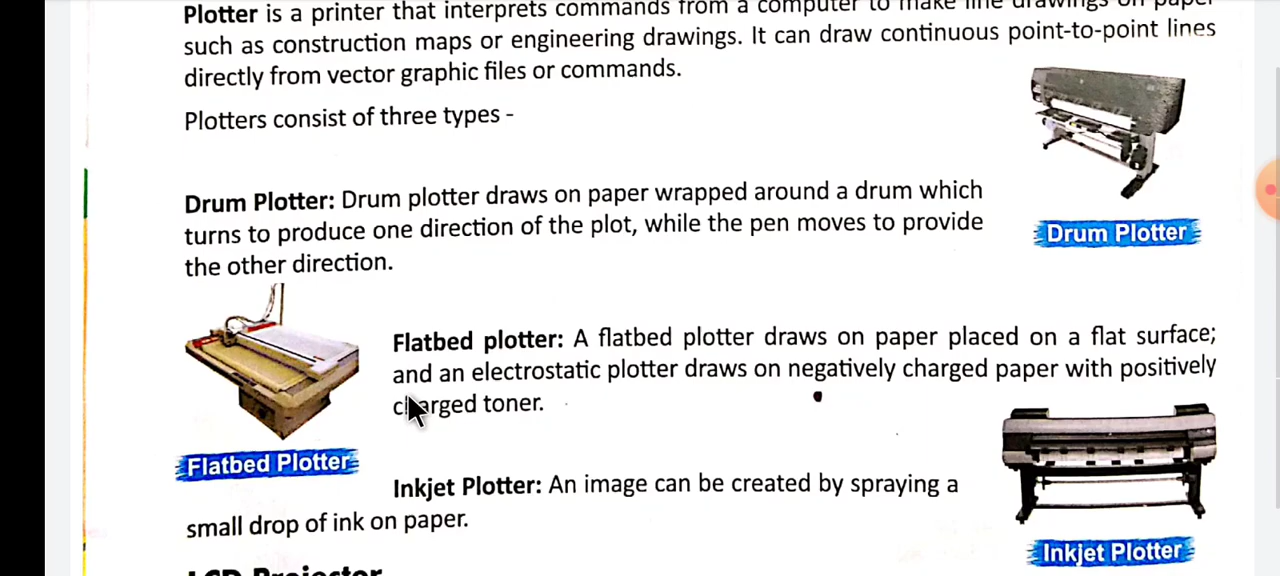 Plotter is a printer that interprets commands from a computer to make line drawings on paper
such as construction maps or engineering drawings. It can draw continuous point-to-point lines
directly from vector graphic files or commands.
Plotters consist of three types -
Drum Plotter: Drum plotter draws on paper wrapped around a drum which
turns to produce one direction of the plot, while the pen moves to provide
the other direction.
Drum Plotter
Flatbed plotter: A flatbed plotter draws on paper placed on a flat surface;
and an electrostatic plotter draws on negatively charged paper with positively
charged toner.
Flatbed Plotter
Inkjet Plotter: An image can be created by spraying a
small drop of ink on paper.
Inkjet Plotter
LCD Projector